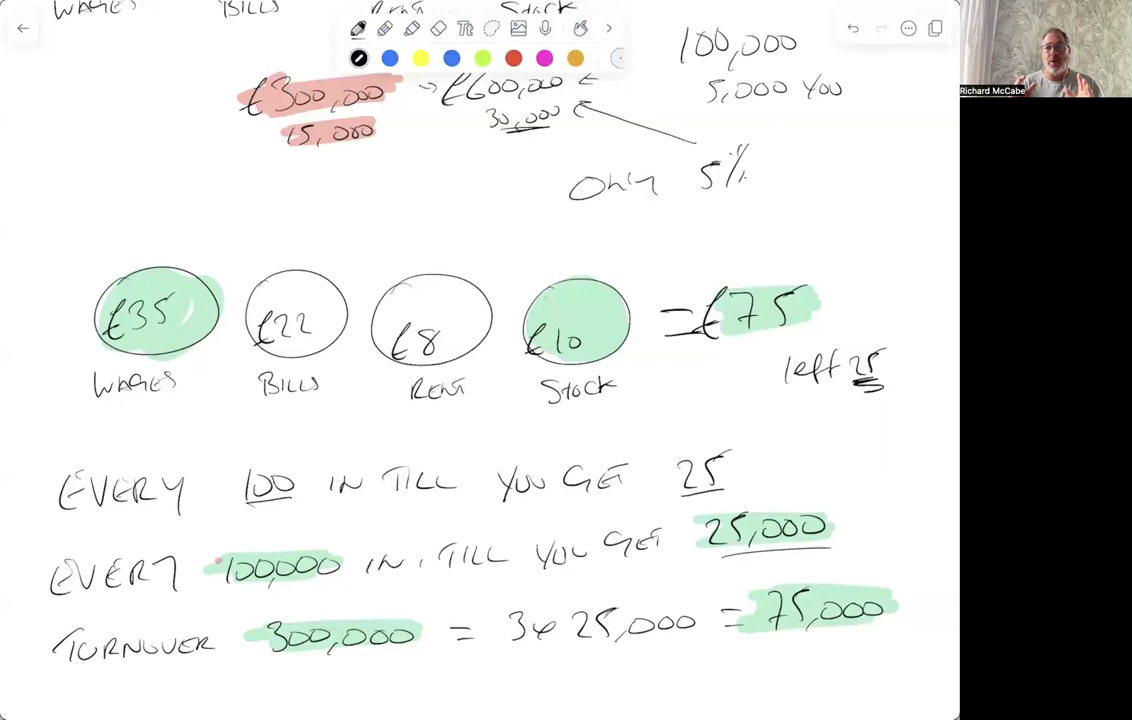 WAGES BILLS RENT Stock
100,000
£300,000 → £600,000
5,000 YOU
15,000 30,000
Only 5%
£35 £22 £8 £10 = £75
left 25
WAGES BILLS RENT Stock
EVERY 100 IN TILL YOU GET 25
EVERY 100,000 IN TILL YOU GET 25,000
TURNOVER 300,000 = 3x 25,000 = 75,000
Richard McCabe